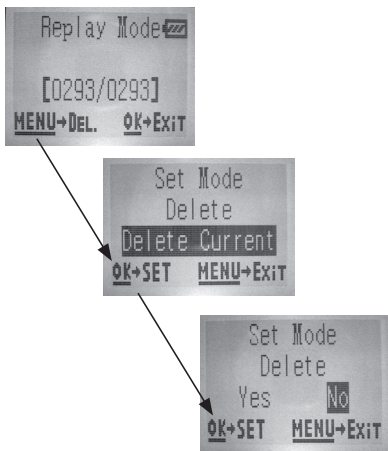 Replay Mode
[0293/0293]
MENU→DEL. OK→EXiT
Set Mode
Delete
Delete Current
OK→SET MENU→EXiT
Set Mode
Delete
Yes No
OK→SET MENU→EXiT